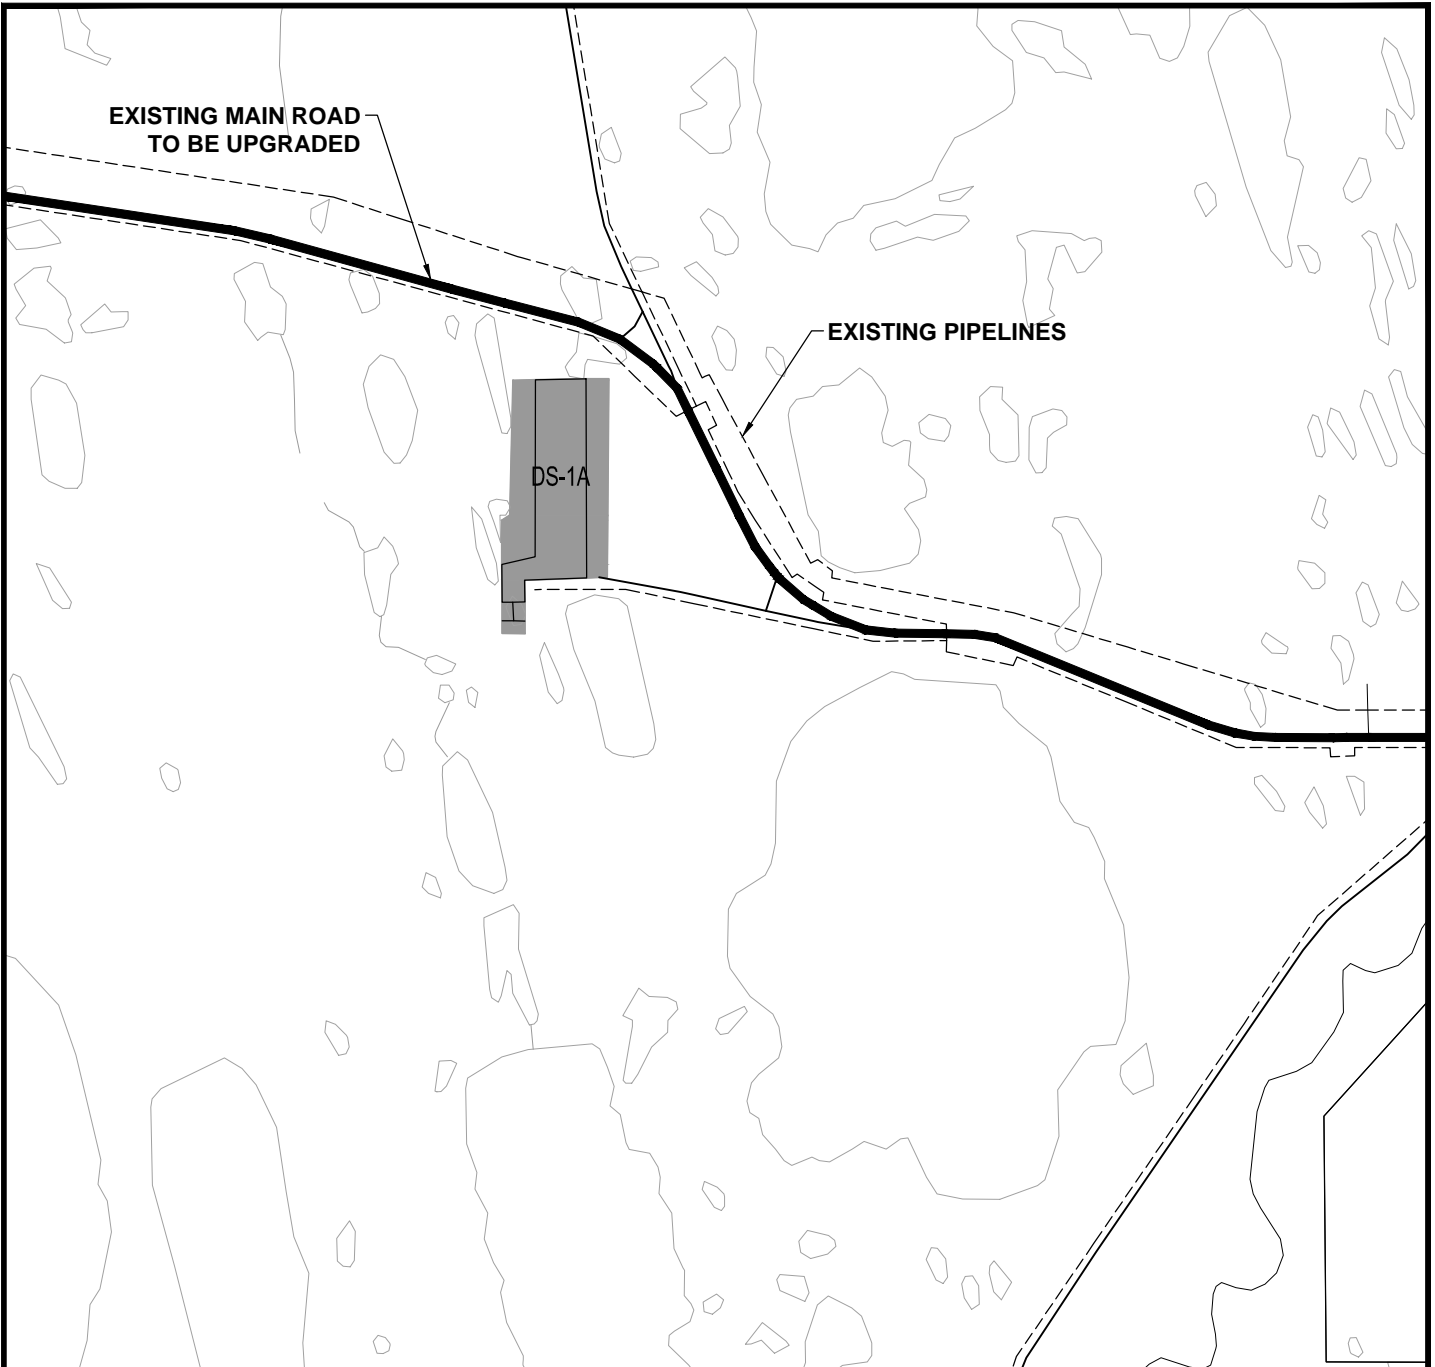 EXISTING MAIN ROAD
TO BE UPGRADED
EXISTING PIPELINES
DS-1A